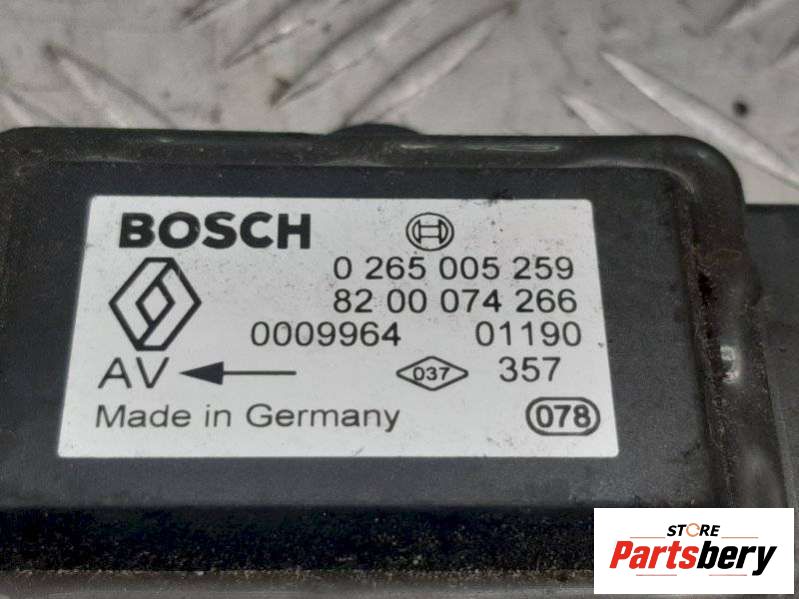 BOSCH
0 265 005 259
82 00 074 266
0009964 01190
AV 037 357
Made in Germany 078
STORE
Partsbery